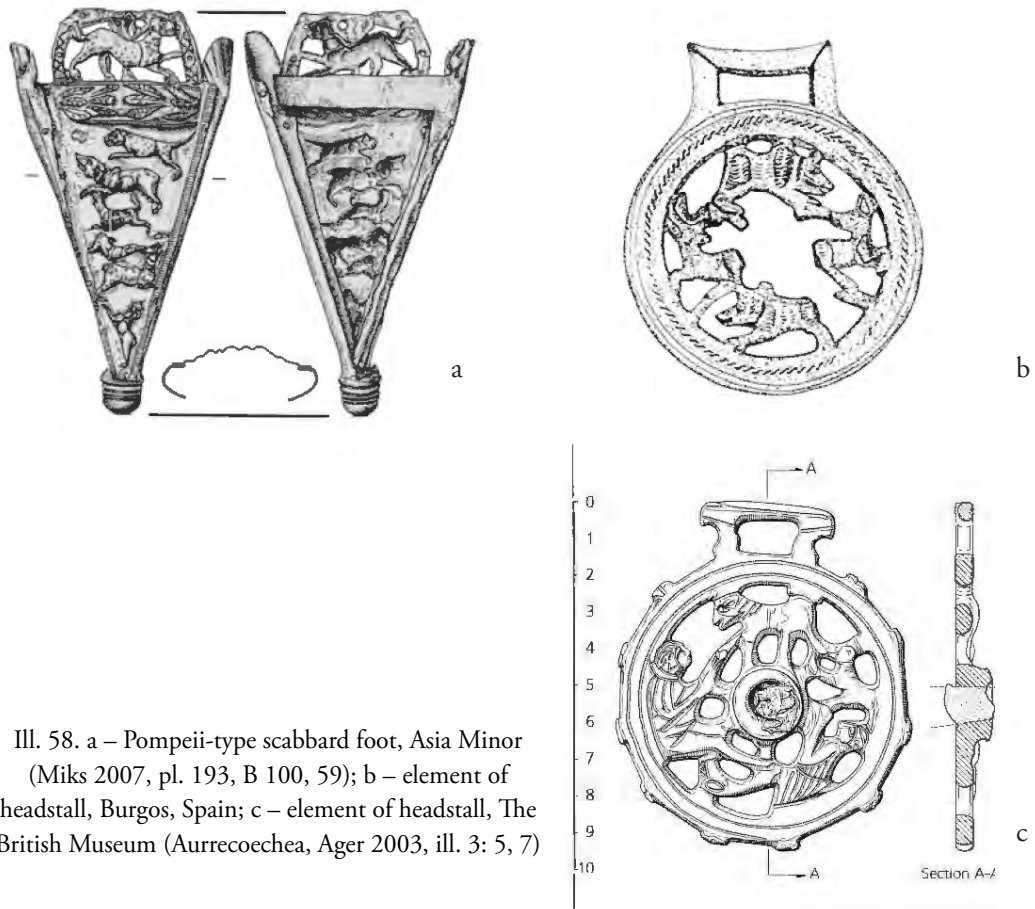 a
b
A
0
1
2
3
4
5
6
7
8
9
10
A
Section A-A
c
Ill. 58. a – Pompeii-type scabbard foot, Asia Minor
(Miks 2007, pl. 193, B 100, 59); b – element of
headstall, Burgos, Spain; c – element of headstall, The
British Museum (Aurrecoechea, Ager 2003, ill. 3: 5, 7)